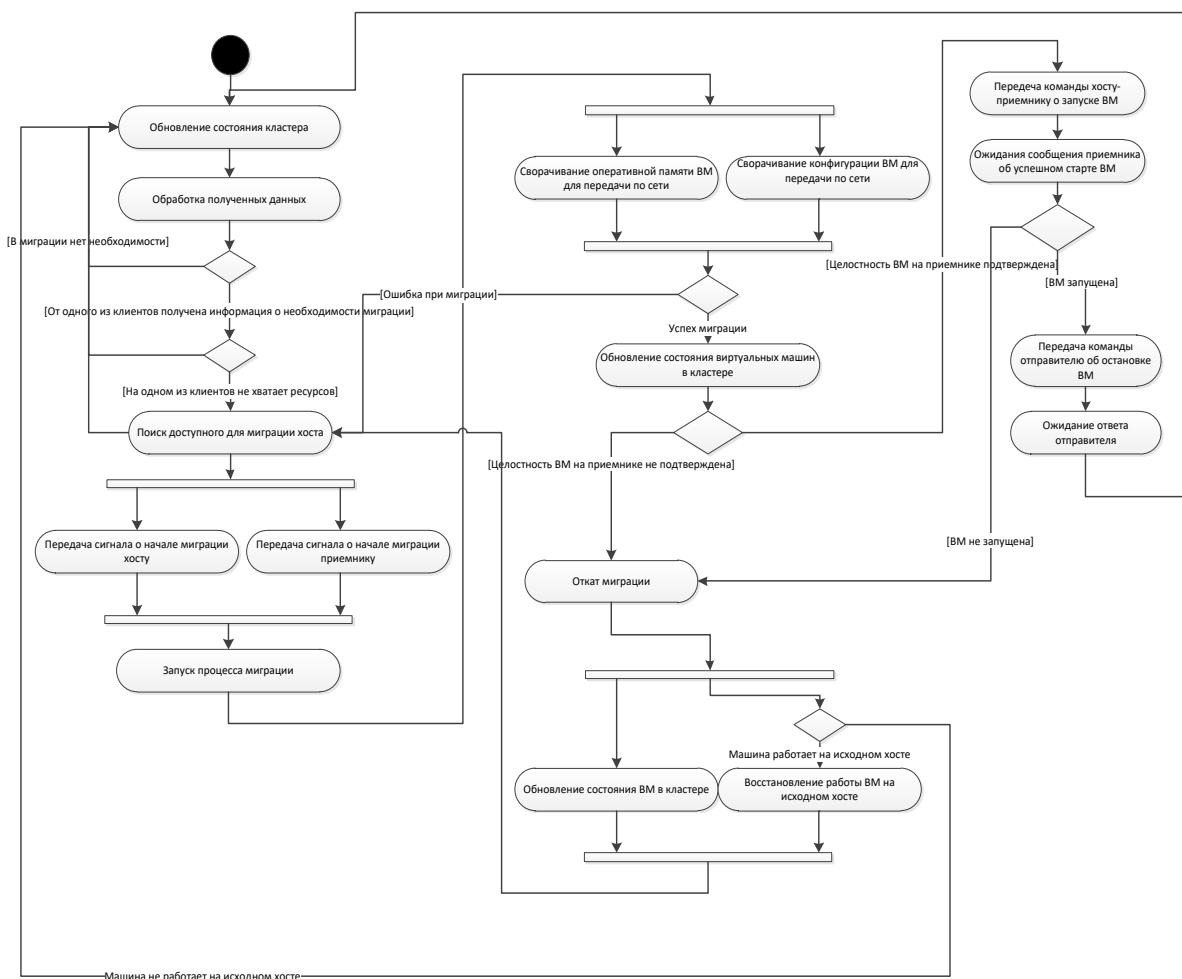 Обновление состояния кластера
Обработка полученных данных
[В миграции нет необходимости]
[От одного из клиентов получена информация о необходимости миграции]
[На одном из клиентов не хватает ресурсов]
Поиск доступного для миграции хоста
Передача сигнала о начале миграции
хосту
Передача сигнала о начале миграции
приемнику
Запуск процесса миграции
Сворачивание оперативной памяти ВМ
для передачи по сети
Сворачивание конфигурации ВМ для
передачи по сети
[Ошибка при миграции]
Успех миграции
Обновление состояния виртуальных машин
в кластере
[Целостность ВМ на приемнике не подтверждена]
[Целостность ВМ на приемнике подтверждена]
Передача команды хосту-
приемнику о запуске ВМ
Ожидания сообщения приемника
об успешном старте ВМ
[ВМ запущена]
Передача команды
отправителю об остановке
ВМ
Ожидание ответа
отправителя
[ВМ не запущена]
Откат миграции
Машина работает на исходном хосте
Обновление состояния ВМ в кластере
Восстановление работы ВМ на
исходном хосте
Машина не работает на исходном хосте